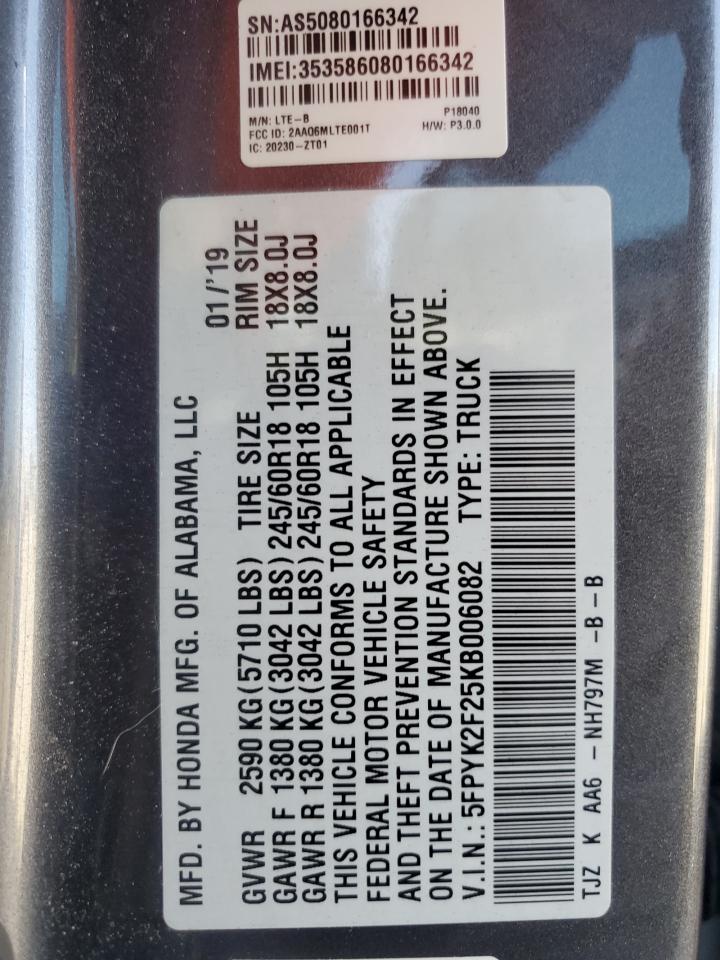 SN:AS5080166342
IMEI:353586080166342
M/N: LTE-B P18040
FCC ID: 2AAO6MLTE001T H/W: P3.0.0
IC: 20230-ZT01
MFD. BY HONDA MFG. OF ALABAMA, LLC 01/'19
GVWR 2590 KG(5710 LBS) TIRE SIZE RIM SIZE
GAWR F 1380 KG(3042 LBS) 245/60R18 105H 18X8.0J
GAWR R 1380 KG(3042 LBS) 245/60R18 105H 18X8.0J
THIS VEHICLE CONFORMS TO ALL APPLICABLE
FEDERAL MOTOR VEHICLE SAFETY
AND THEFT PREVENTION STANDARDS IN EFFECT
ON THE DATE OF MANUFACTURE SHOWN ABOVE.
V.I.N.: 5FPYK2F25KB006082 TYPE: TRUCK
TJZ K AA6 - NH797M -B - B